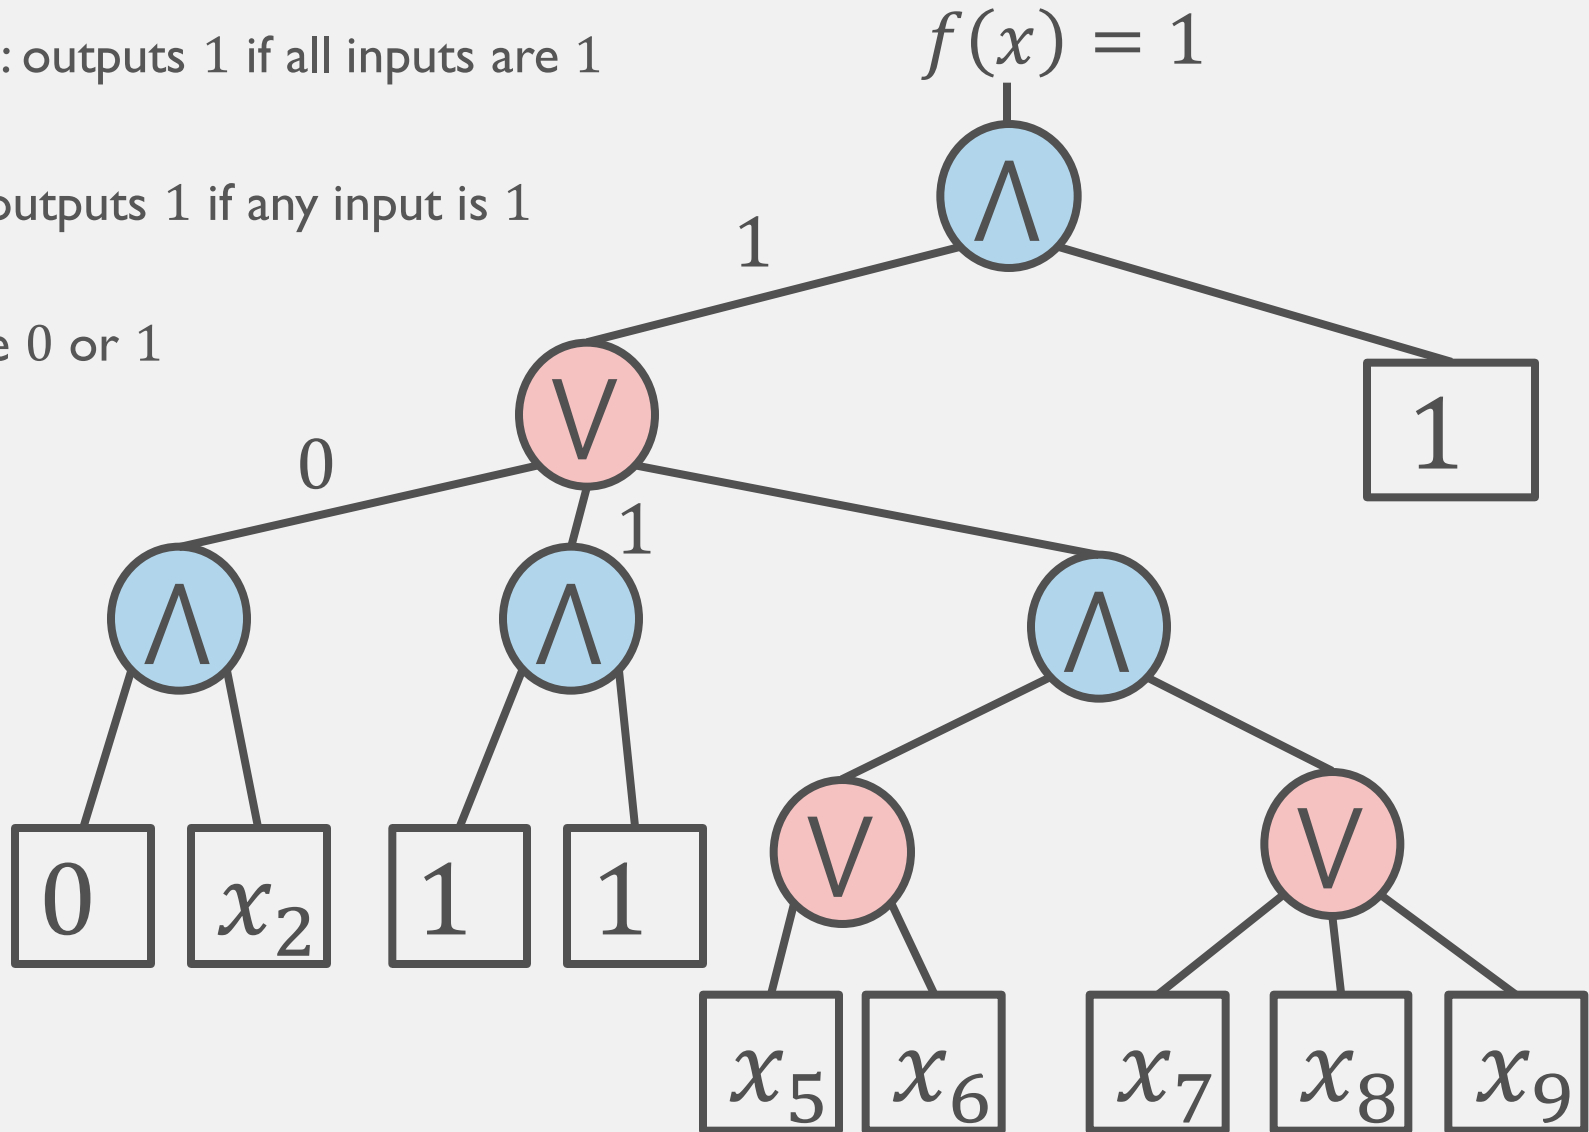 : outputs 1 if all inputs are 1
f(x) = 1
Λ
outputs 1 if any input is 1
1
e 0 or 1
V
1
0
1
Λ Λ Λ
V V
0 x₂ 1 1
x₅ x₆ x₇ x₈ x₉